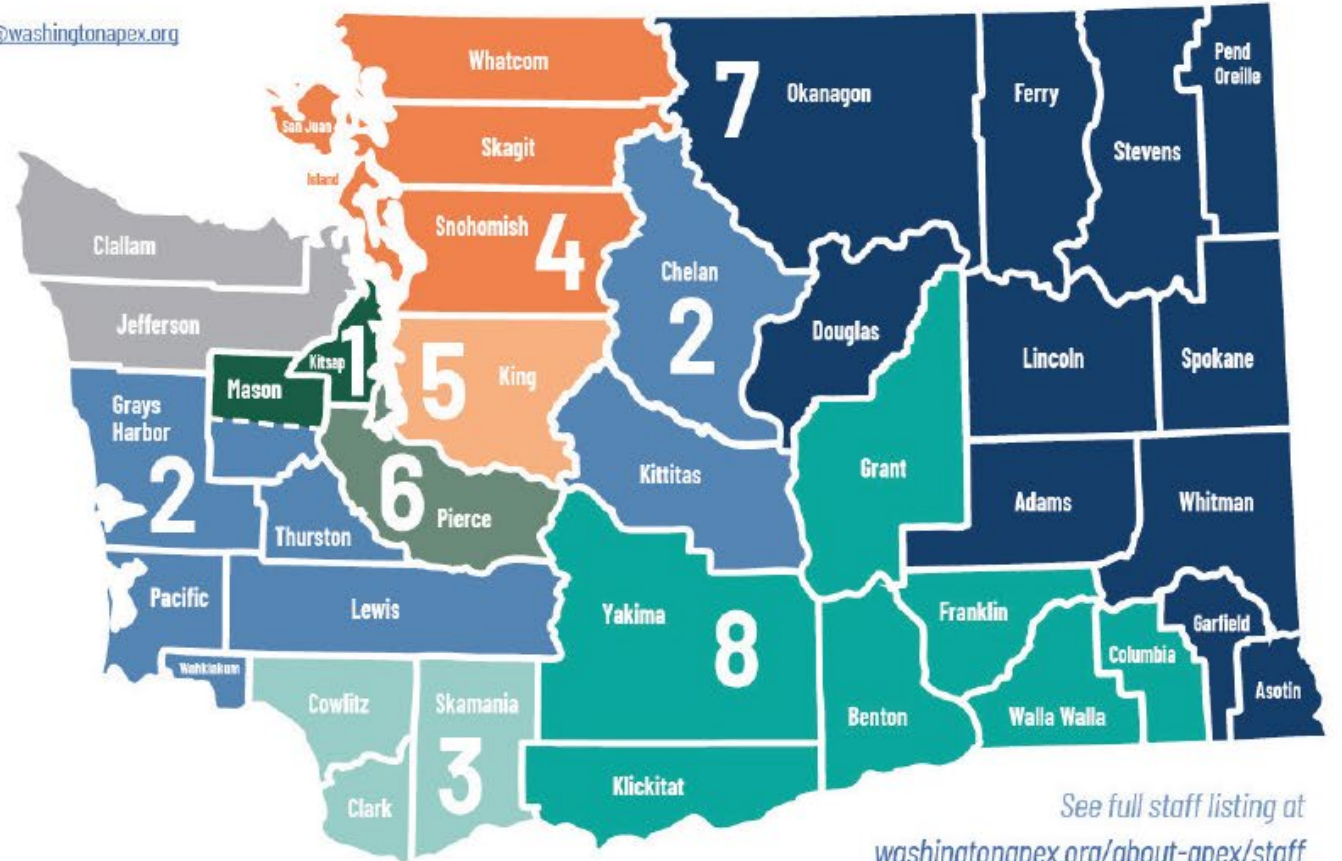 @washingtonapex.org
Whatcom
San Juan
Skagit
Island
Snohomish
4
7
Okanagon
Ferry
Stevens
Pend
Oreille
Clallam
Jefferson
Chelan
2
Douglas
Lincoln
Spokane
Kitsap
1
Mason
5
King
Grays
Harbor
2
Thurston
6
Pierce
Kittitas
Grant
Adams
Whitman
Pacific
Lewis
Wahkiakum
Yakima
8
Franklin
Columbia
Garfield
Asotin
Cowlitz
Skamania
3
Clark
Klickitat
Benton
Walla Walla
See full staff listing at
washingtonapex.org/about-apex/staff